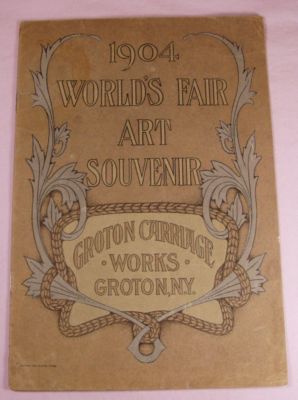 1904
WORLD'S FAIR
ART
SOUVENIR
GROTON CARRIAGE
· WORKS ·
GROTON, N.Y.